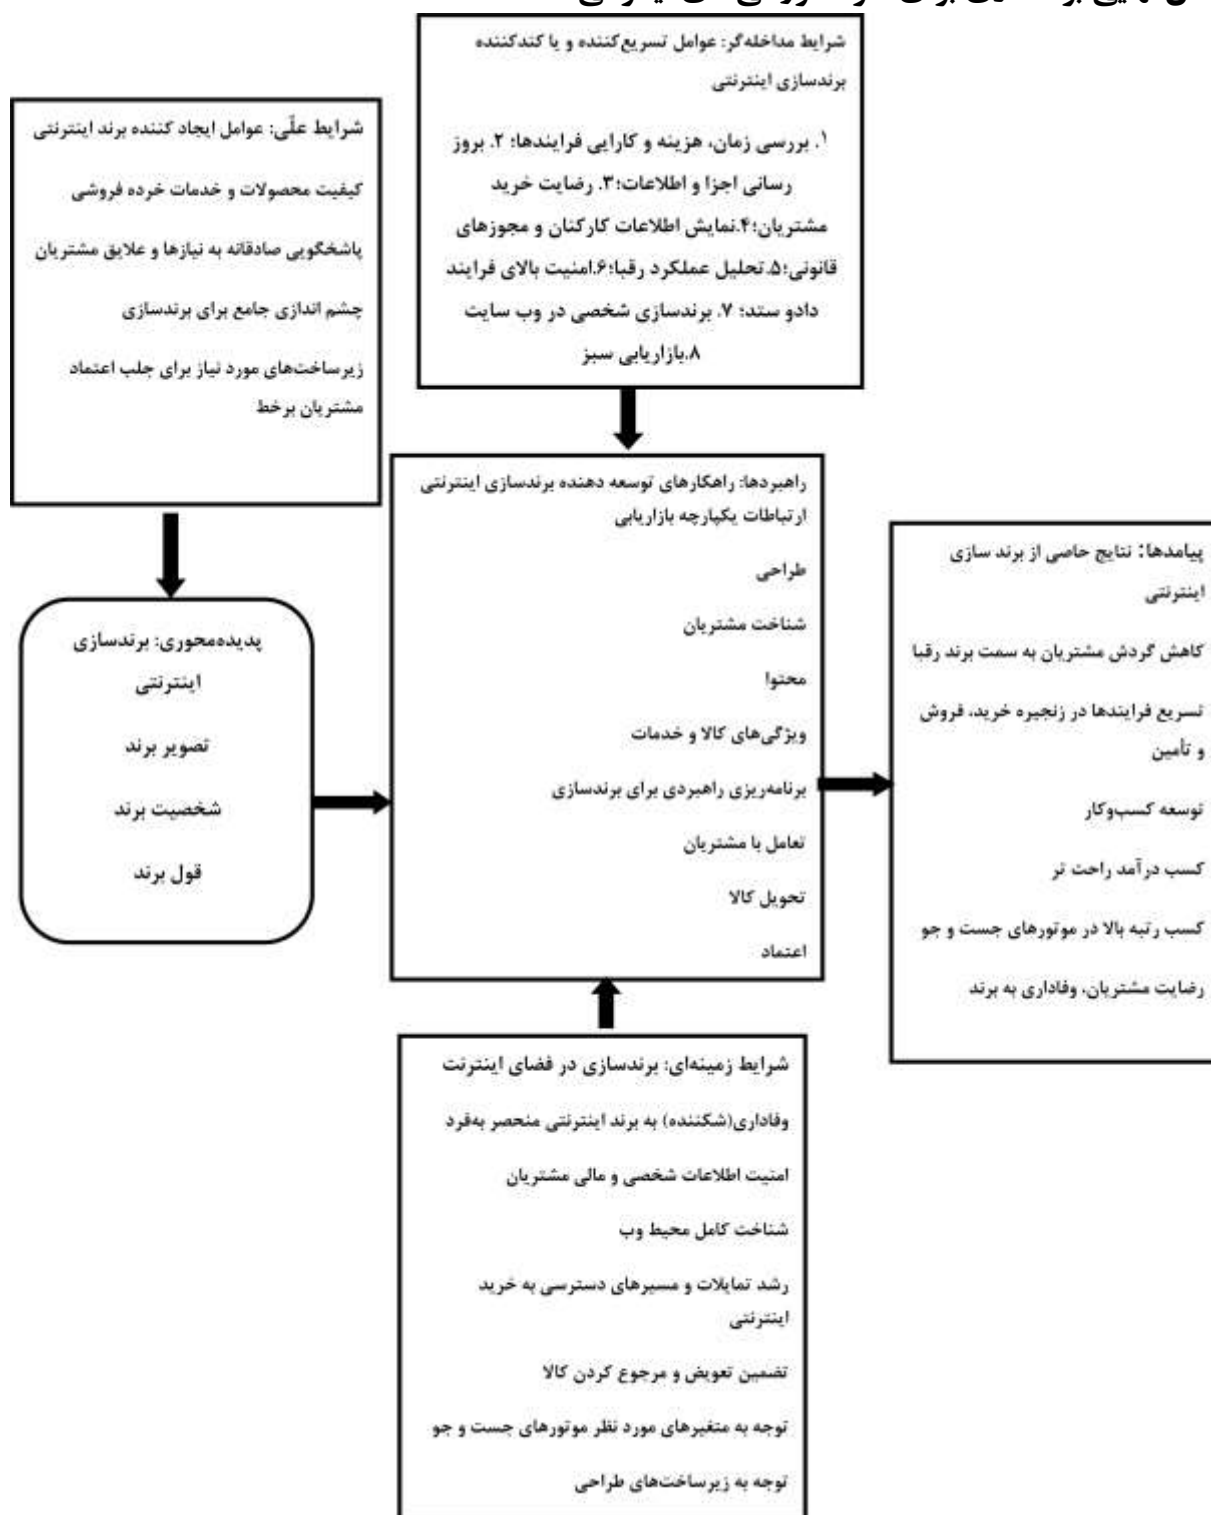 شرایط مداخله‌گر: عوامل تسریع‌کننده و یا کندکننده
برندسازی اینترنتی
۱. بررسی زمان، هزینه و کارایی فرایندها؛ ۲. بروز
رسانی اجزا و اطلاعات؛۳. رضایت خرید
مشتریان؛۴.نمایش اطلاعات کارکنان و مجوزهای
قانونی؛۵.تحلیل عملکرد رقبا؛۶.امنیت بالای فرایند
دادو ستد؛ ۷. برندسازی شخصی در وب سایت
۸.بازاریابی سبز
شرایط علّی: عوامل ایجاد کننده برند اینترنتی
کیفیت محصولات و خدمات خرده فروشی
پاشخگویی صادقانه به نیازها و علایق مشتریان
چشم اندازی جامع برای برندسازی
زیرساخت‌های مورد نیاز برای جلب اعتماد
مشتریان برخط
راهبردها: راهکارهای توسعه دهنده برندسازی اینترنتی
ارتباطات یکپارچه بازاریابی
طراحی
شناخت مشتریان
محتوا
ویژگی‌های کالا و خدمات
برنامه‌ریزی راهبردی برای برندسازی
تعامل با مشتریان
تحویل کالا
اعتماد
پدیده‌محوری: برندسازی
اینترنتی
تصویر برند
شخصیت برند
قول برند
پیامدها: نتایج حاصی از برند سازی
اینترنتی
کاهش گردش مشتریان به سمت برند رقبا
تسریع فرایندها در زنجیره خرید، فروش
و تأمین
توسعه کسب‌وکار
کسب درآمد راحت تر
کسب رتبه بالا در موتورهای جست و جو
رضایت مشتریان، وفاداری به برند
شرایط زمینه‌ای: برندسازی در فضای اینترنت
وفاداری(شکننده) به برند اینترنتی منحصر به‌فرد
امنیت اطلاعات شخصی و مالی مشتریان
شناخت کامل محیط وب
رشد تمایلات و مسیرهای دسترسی به خرید
اینترنتی
تضمین تعویض و مرجوع کردن کالا
توجه به متغیرهای مورد نظر موتورهای جست و جو
توجه به زیرساخت‌های طراحی